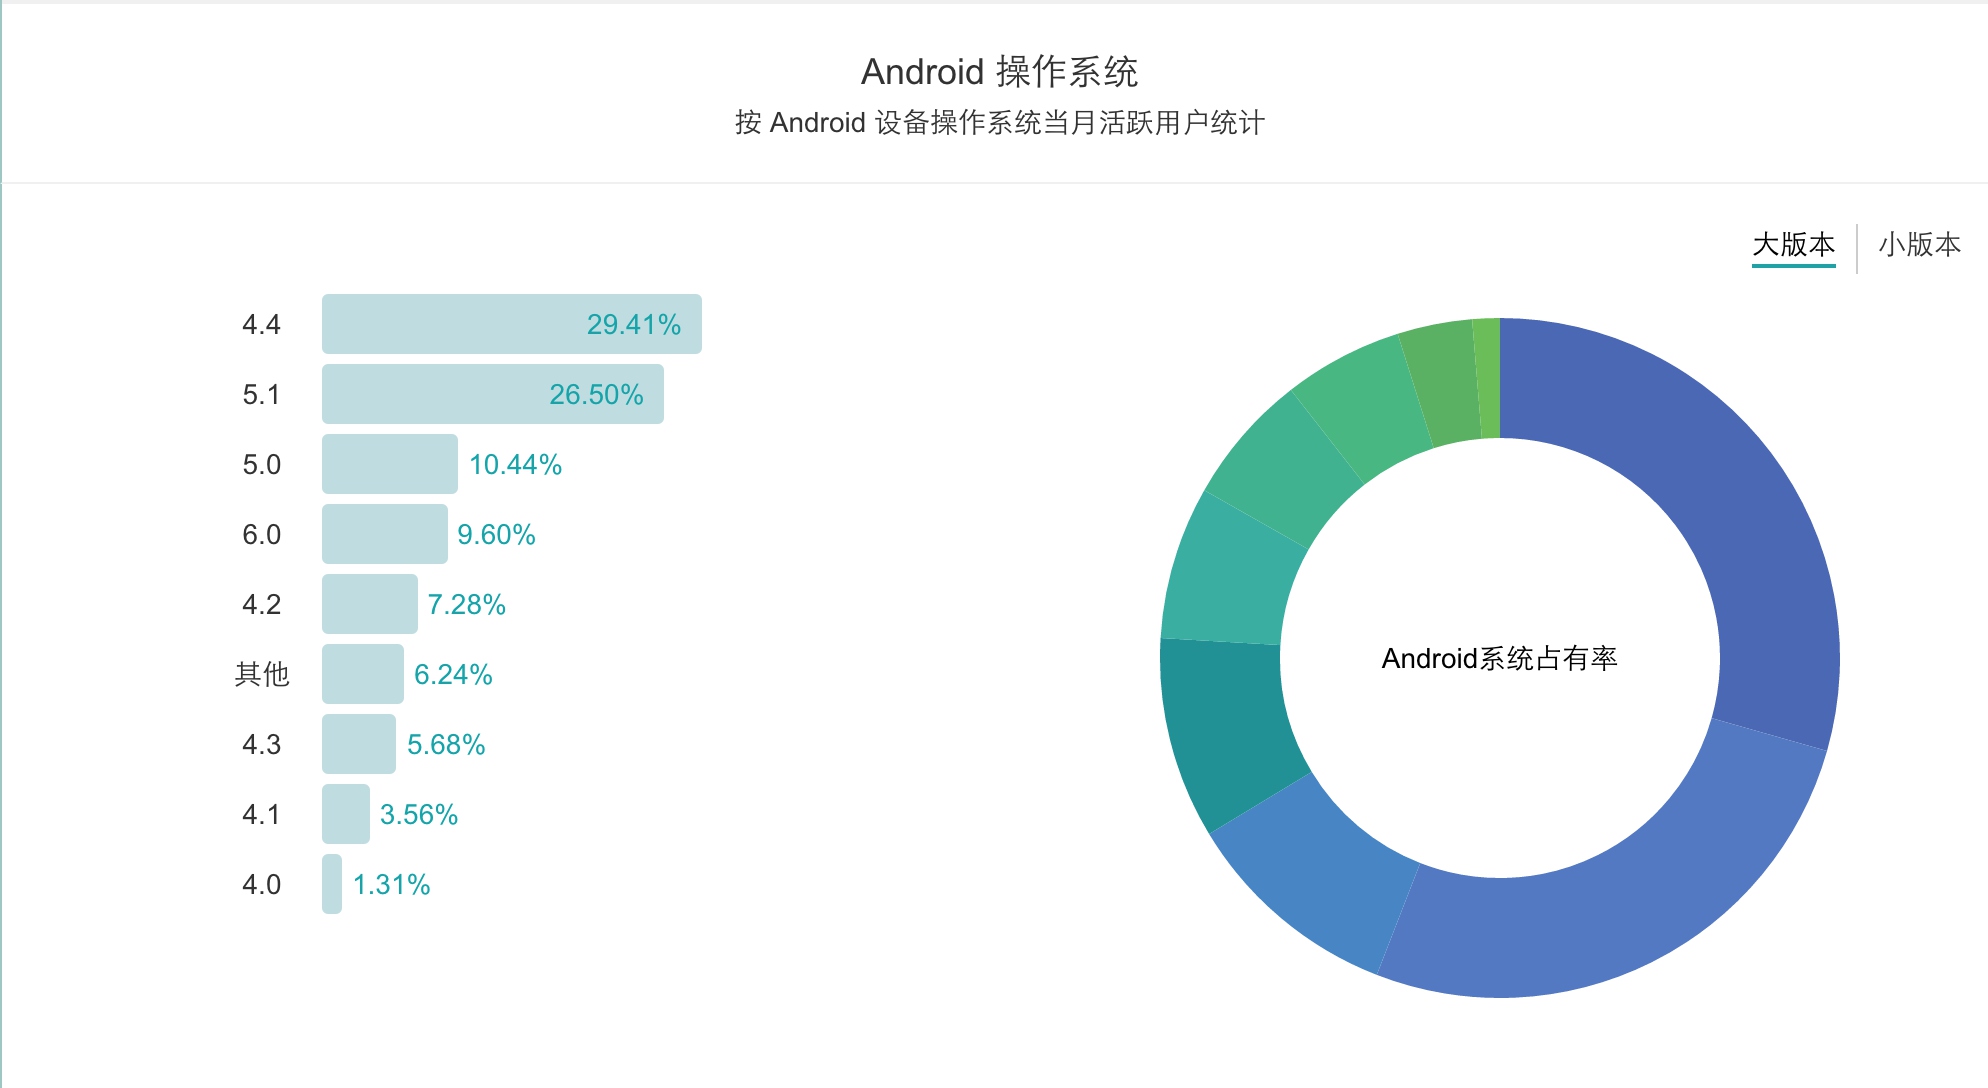 Android 操作系统
按 Android 设备操作系统当月活跃用户统计
大版本 小版本
4.4 29.41%
5.1 26.50%
5.0 10.44%
6.0 9.60%
4.2 7.28%
其他 6.24%
4.3 5.68%
4.1 3.56%
4.0 1.31%
Android系统占有率